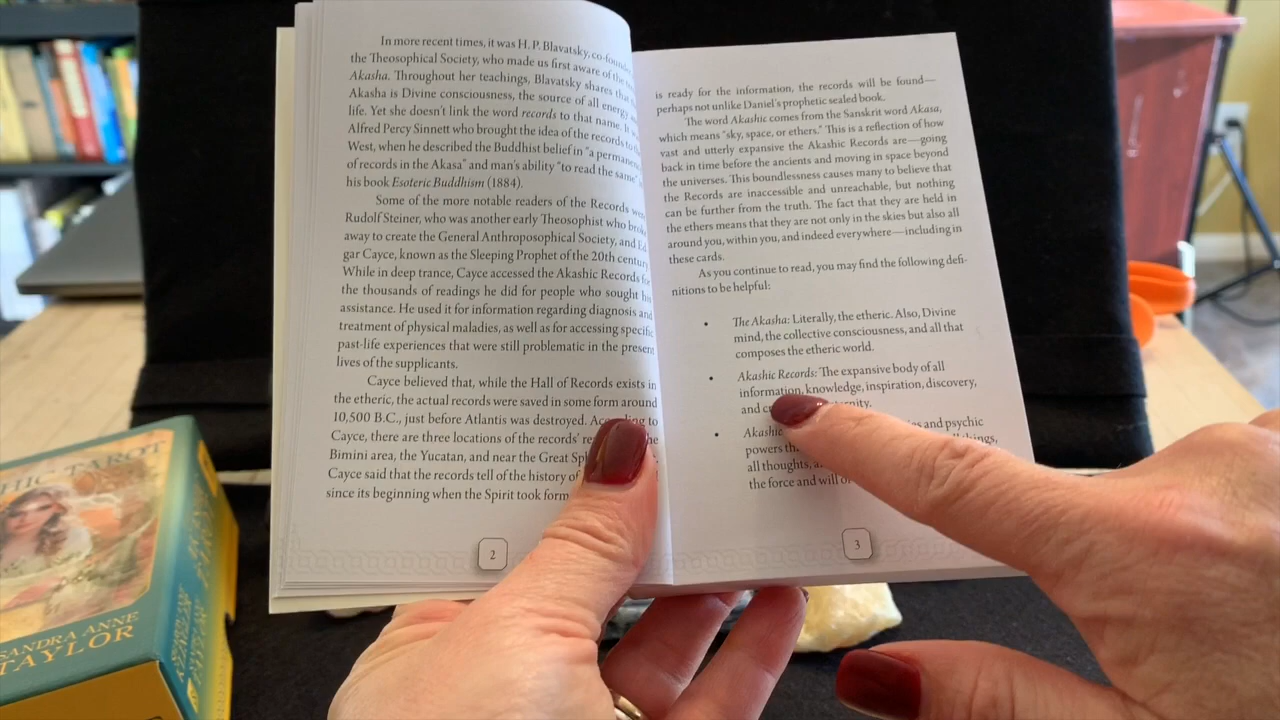 In more recent times, it was H. P. Blavatsky, co-founder
the Theosophical Society, who made us first aware of the
Akasha. Throughout her teachings, Blavatsky shares that
Akasha is Divine consciousness, the source of all energy
life. Yet she doesn't link the word records to that name. It
Alfred Percy Sinnett who brought the idea of the records to
West, when he described the Buddhist belief in "a permanen
of records in the Akasa" and man's ability "to read the same"
his book Esoteric Buddhism (1884).
Some of the more notable readers of the Records were
Rudolf Steiner, who was another early Theosophist who broke
away to create the General Anthroposophical Society, and Ed-
gar Cayce, known as the Sleeping Prophet of the 20th century.
While in deep trance, Cayce accessed the Akashic Records for
the thousands of readings he did for people who sought his
assistance. He used it for information regarding diagnosis and
treatment of physical maladies, as well as for accessing specific
past-life experiences that were still problematic in the present
lives of the supplicants.
Cayce believed that, while the Hall of Records exists in
the etheric, the actual records were saved in some form around
10,500 B.C., just before Atlantis was destroyed. According to
Cayce, there are three locations of the records' the
Bimini area, the Yucatan, and near the Great
Cayce said that the records tell of the history of
since its beginning when the Spirit took form
2
is ready for the information, the records will be found—
perhaps not unlike Daniel's prophetic sealed book.
The word Akashic comes from the Sanskrit word Akasa,
which means "sky, space, or ethers." This is a reflection of how
vast and utterly expansive the Akashic Records are—going
back in time before the ancients and moving in space beyond
the universes. This boundlessness causes many to believe that
the Records are inaccessible and unreachable, but nothing
can be further from the truth. The fact that they are held in
the ethers means that they are not only in the skies but also all
around you, within you, and indeed everywhere—including in
these cards.
As you continue to read, you may find the following defi-
nitions to be helpful:
• The Akasha: Literally, the etheric. Also, Divine
mind, the collective consciousness, and all that
composes the etheric world.
• Akashic Records: The expansive body of all
information, knowledge, inspiration, discovery,
and
• Akashic and psychic
powers things,
all thoughts,
the force and will of
3
HIC TAROT
SANDRA ANNE
TAYLOR